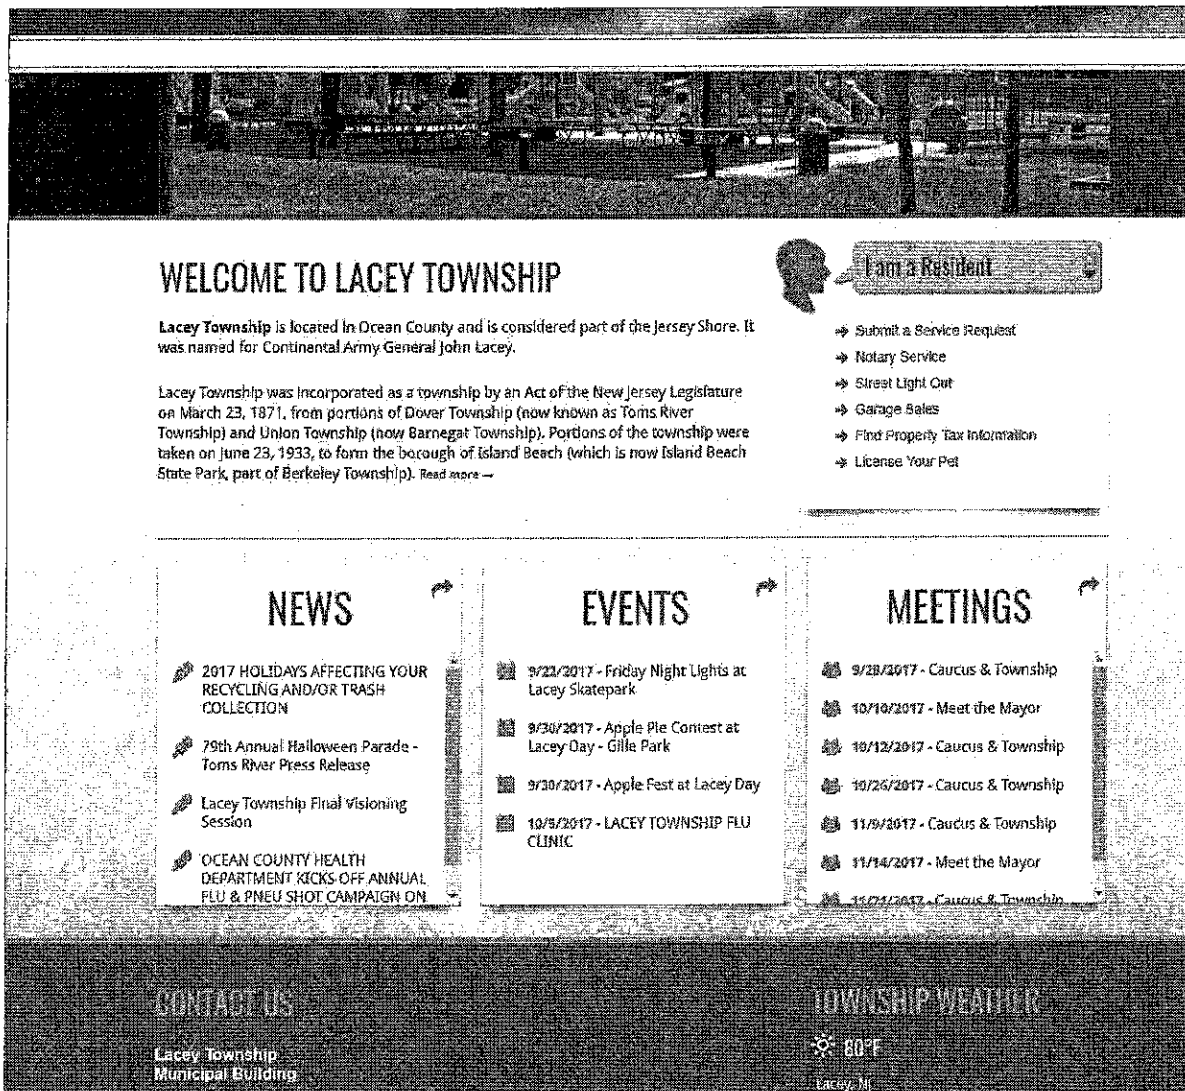 WELCOME TO LACEY TOWNSHIP
Lacey Township is located in Ocean County and is considered part of the Jersey Shore. It
was named for Continental Army General John Lacey.
Lacey Township was incorporated as a township by an Act of the New Jersey Legislature
on March 23, 1871, from portions of Dover Township (now known as Toms River
Township) and Union Township (now Barnegat Township). Portions of the township were
taken on June 23, 1933, to form the borough of Island Beach (which is now Island Beach
State Park, part of Berkeley Township). Read more →
I am a Resident
Submit a Service Request
Notary Service
Street Light Out
Garage Sales
Find Property Tax Information
License Your Pet
NEWS
2017 HOLIDAYS AFFECTING YOUR
RECYCLING AND/OR TRASH
COLLECTION
79th Annual Halloween Parade -
Toms River Press Release
Lacey Township Final Visioning
Session
OCEAN COUNTY HEALTH
DEPARTMENT KICKS OFF ANNUAL
FLU & PNEU SHOT CAMPAIGN ON
EVENTS
9/22/2017 - Friday Night Lights at
Lacey Skatepark
9/30/2017 - Apple Pie Contest at
Lacey Day - Gille Park
9/30/2017 - Apple Fest at Lacey Day
10/5/2017 - LACEY TOWNSHIP FLU
CLINIC
MEETINGS
9/28/2017 - Caucus & Township
10/10/2017 - Meet the Mayor
10/12/2017 - Caucus & Township
10/26/2017 - Caucus & Township
11/9/2017 - Caucus & Township
11/14/2017 - Meet the Mayor
11/21/2017 - Caucus & Township
CONTACT US
Lacey Township
Municipal Building
TOWNSHIP WEATHER
80°F
Lacey, NJ